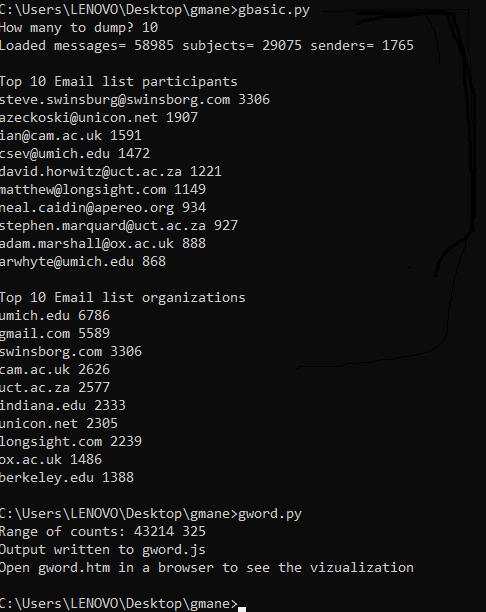 C:\Users\LENOVO\Desktop\gmane>gbasic.py
How many to dump? 10
Loaded messages= 58985 subjects= 29075 senders= 1765
Top 10 Email list participants
steve.swinsburg@swinsborg.com 3306
azeckoski@unicon.net 1907
ian@cam.ac.uk 1591
csev@umich.edu 1472
david.horwitz@uct.ac.za 1221
matthew@longsight.com 1149
neal.caidin@apereo.org 934
stephen.marquard@uct.ac.za 927
adam.marshall@ox.ac.uk 888
arwhyte@umich.edu 868
Top 10 Email list organizations
umich.edu 6786
gmail.com 5589
swinsborg.com 3306
cam.ac.uk 2626
uct.ac.za 2577
indiana.edu 2333
unicon.net 2305
longsight.com 2239
ox.ac.uk 1486
berkeley.edu 1388
C:\Users\LENOVO\Desktop\gmane>gword.py
Range of counts: 43214 325
Output written to gword.js
Open gword.htm in a browser to see the vizualization
C:\Users\LENOVO\Desktop\gmane>